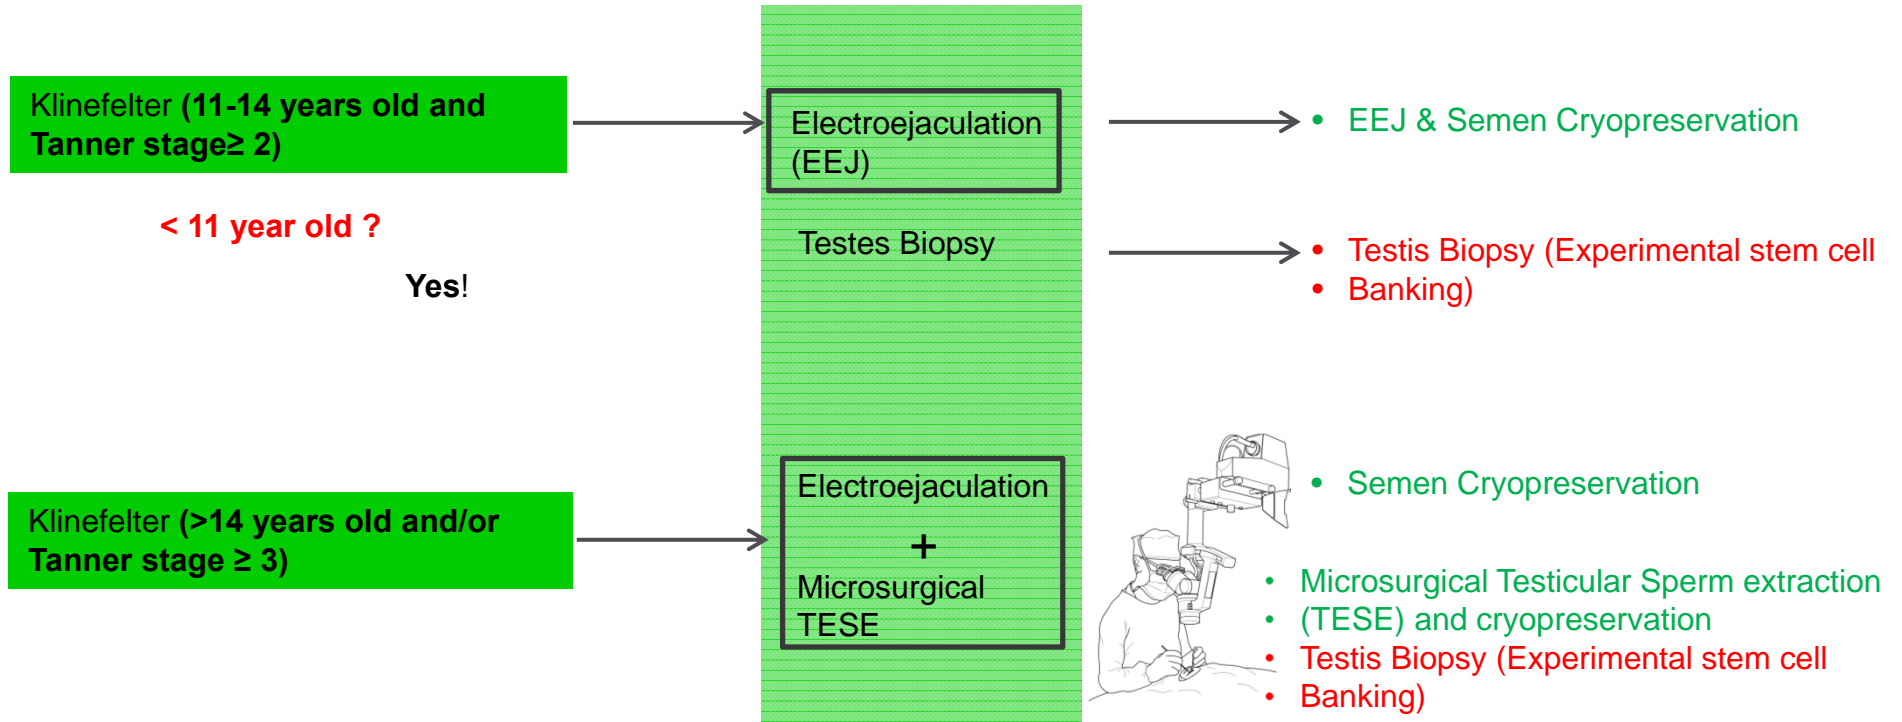 Klinefelter (11-14 years old and
Tanner stage≥ 2)
< 11 year old ?
Yes!
Electroejaculation
(EEJ)
Testes Biopsy
• EEJ & Semen Cryopreservation
• Testis Biopsy (Experimental stem cell
• Banking)
Klinefelter (>14 years old and/or
Tanner stage ≥ 3)
Electroejaculation
+
Microsurgical
TESE
• Semen Cryopreservation
• Microsurgical Testicular Sperm extraction
• (TESE) and cryopreservation
• Testis Biopsy (Experimental stem cell
• Banking)